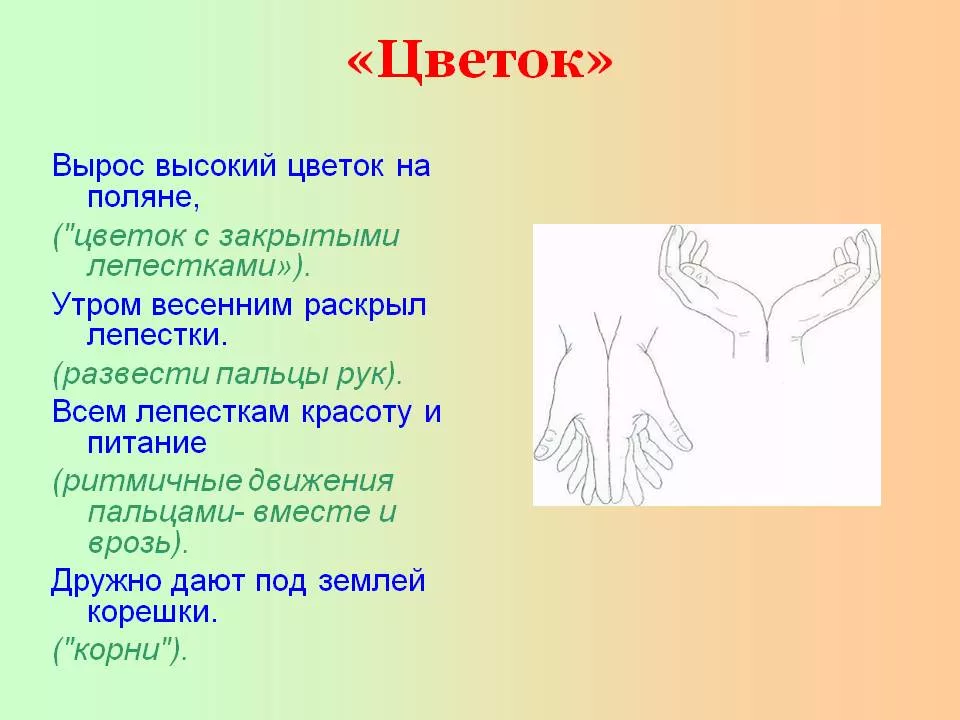 «Цветок»
Вырос высокий цветок на
поляне,
("цветок с закрытыми
лепестками»).
Утром весенним раскрыл
лепестки.
(развести пальцы рук).
Всем лепесткам красоту и
питание
(ритмичные движения
пальцами- вместе и
врозь).
Дружно дают под землей
корешки.
("корни").